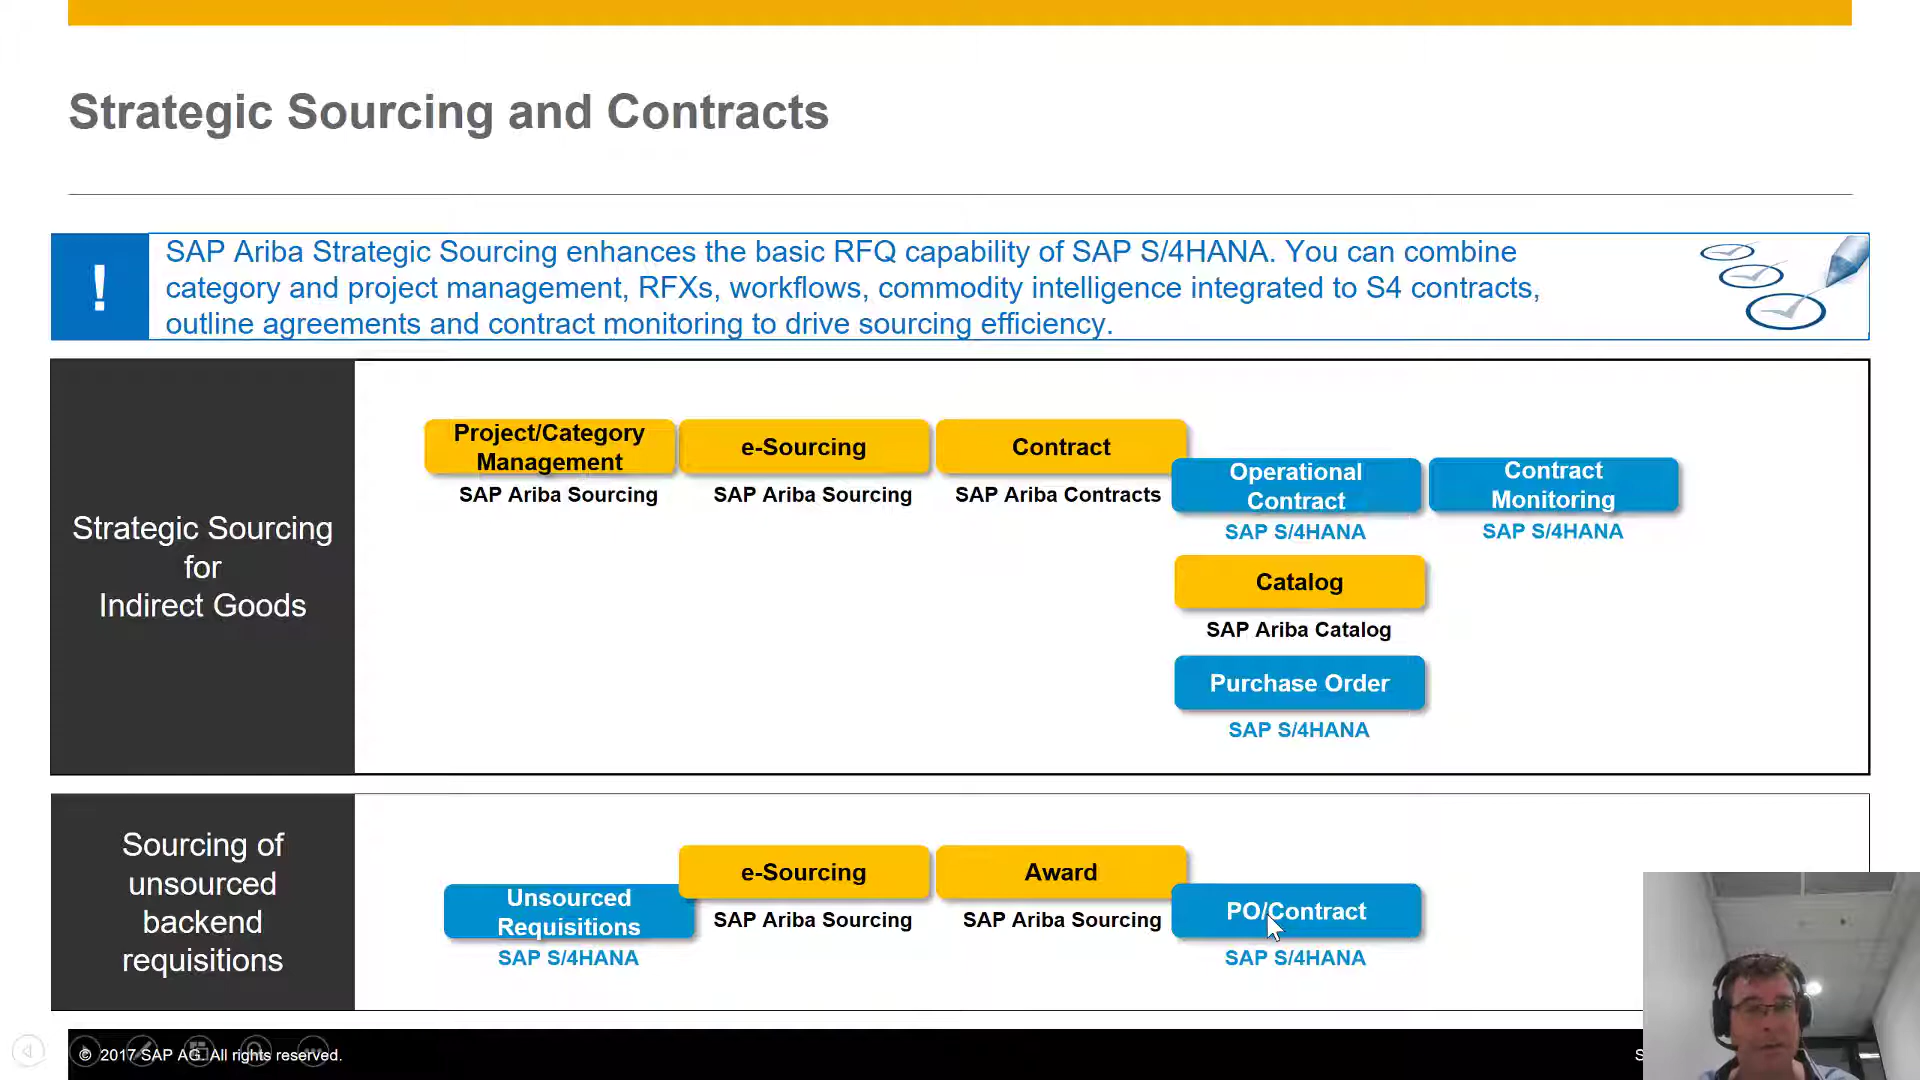 Strategic Sourcing and Contracts
!
SAP Ariba Strategic Sourcing enhances the basic RFQ capability of SAP S/4HANA. You can combine
category and project management, RFXs, workflows, commodity intelligence integrated to S4 contracts,
outline agreements and contract monitoring to drive sourcing efficiency.
Strategic Sourcing
for
Indirect Goods
Project/Category
Management
SAP Ariba Sourcing
e-Sourcing
SAP Ariba Sourcing
Contract
SAP Ariba Contracts
Operational
Contract
SAP S/4HANA
Contract
Monitoring
SAP S/4HANA
Catalog
SAP Ariba Catalog
Purchase Order
SAP S/4HANA
Sourcing of
unsourced
backend
requisitions
Unsourced
Requisitions
SAP S/4HANA
e-Sourcing
SAP Ariba Sourcing
Award
SAP Ariba Sourcing
PO/Contract
SAP S/4HANA
© 2017 SAP AG. All rights reserved.